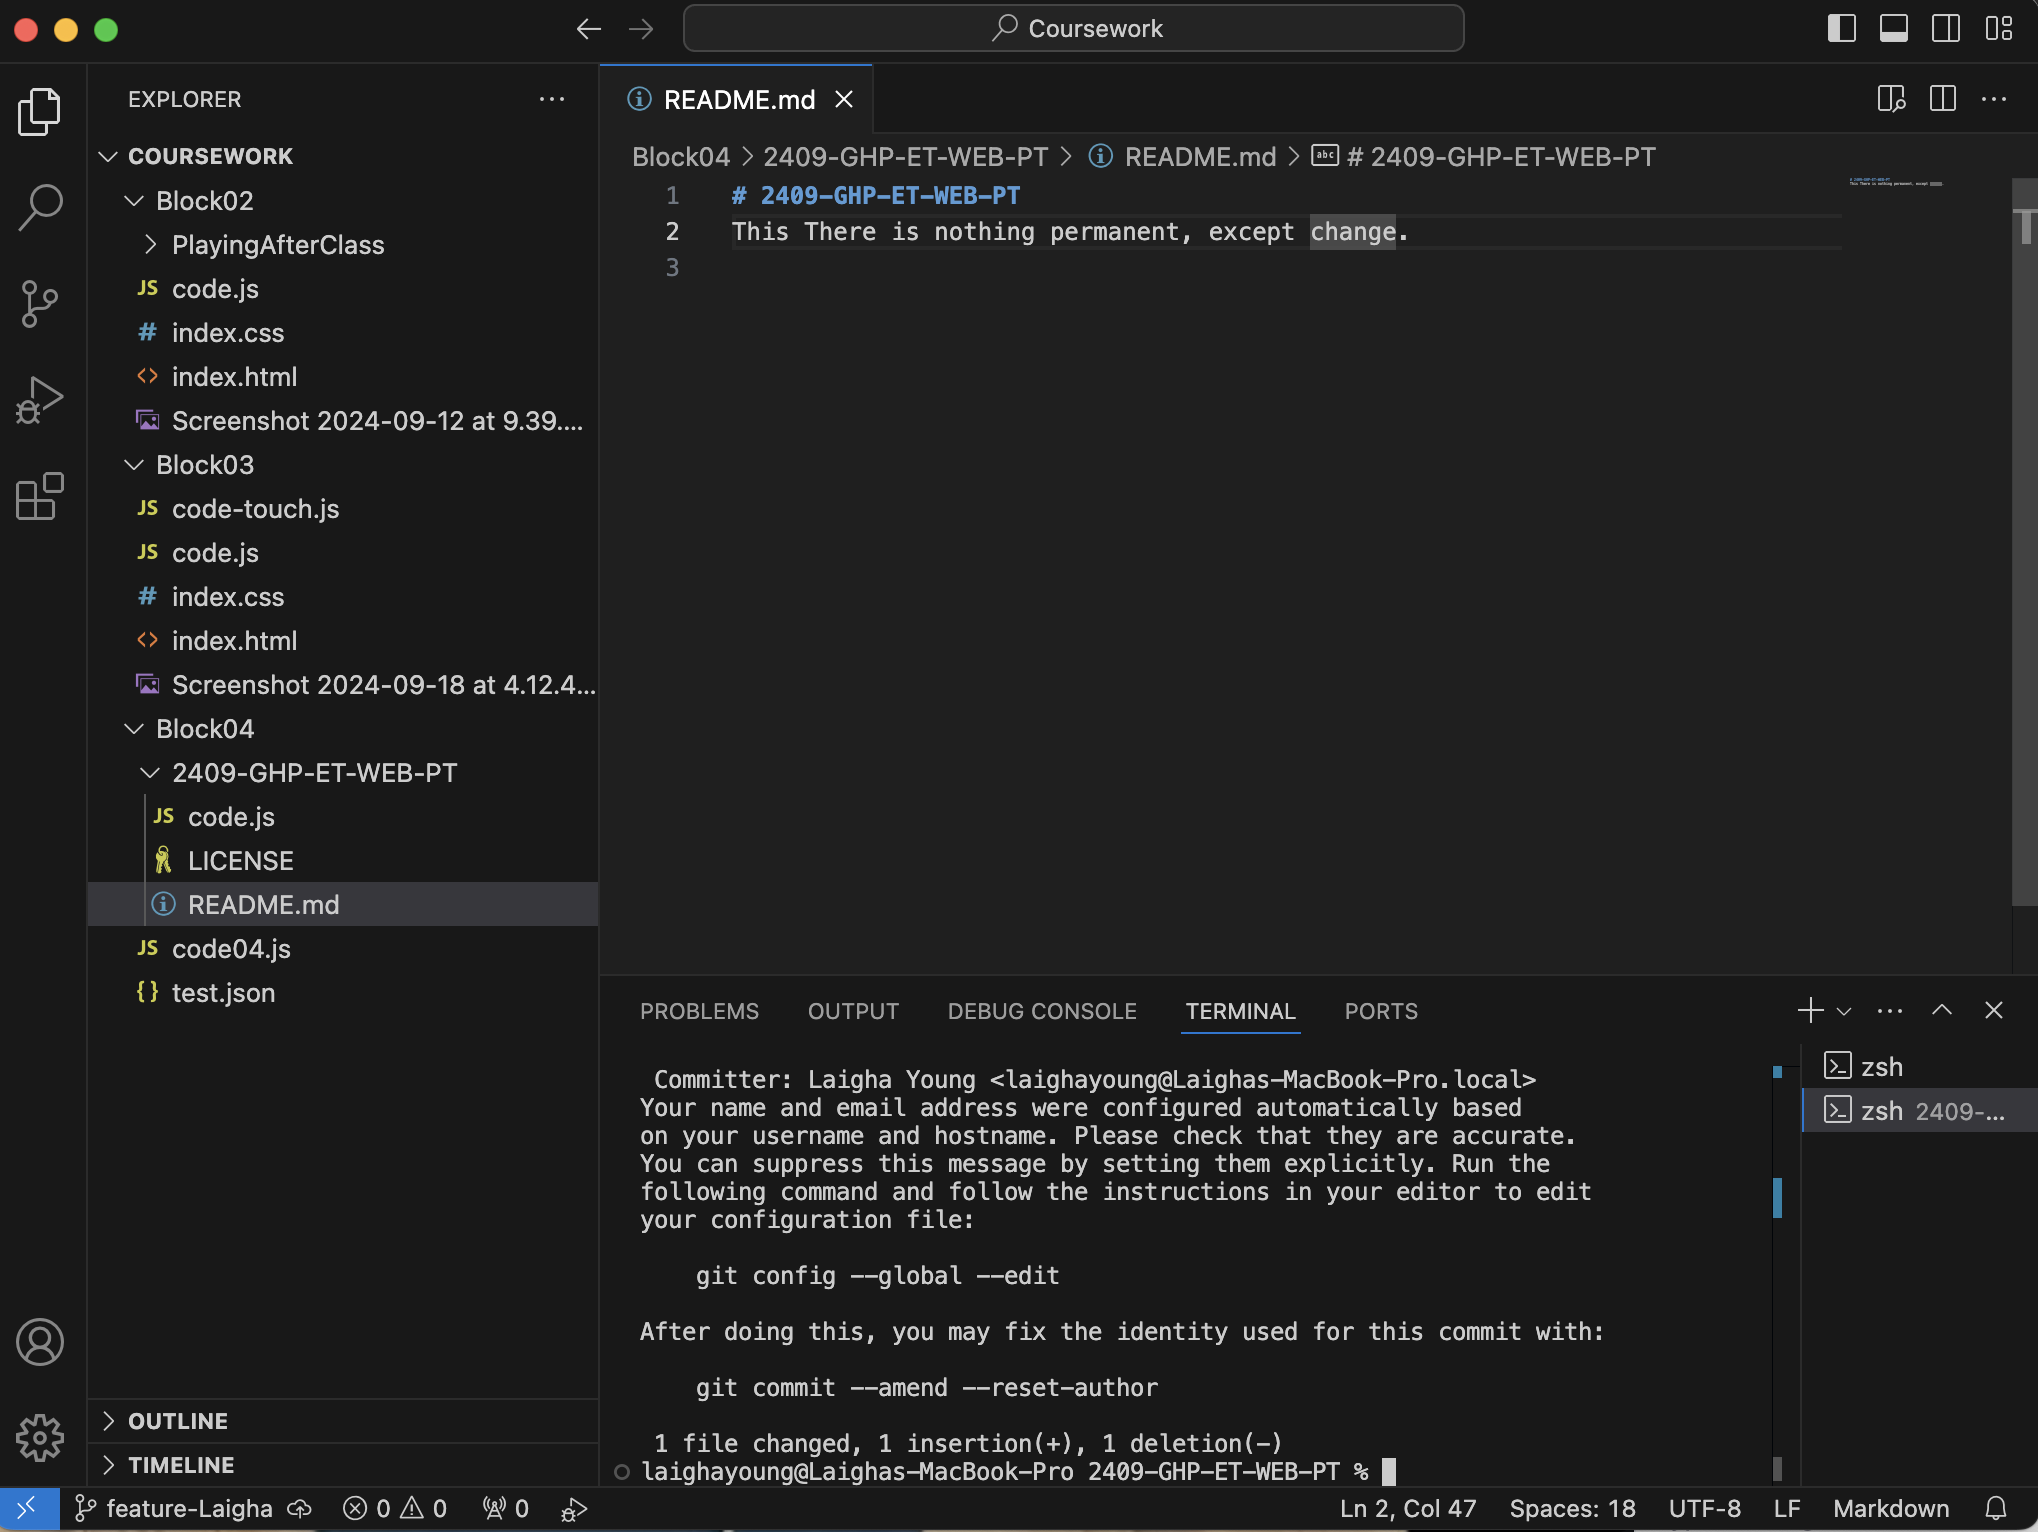 Coursework
EXPLORER
COURSEWORK
Block02
PlayingAfterClass
JS code.js
# index.css
<> index.html
Screenshot 2024-09-12 at 9.39....
Block03
JS code-touch.js
JS code.js
# index.css
<> index.html
Screenshot 2024-09-18 at 4.12.4...
Block04
2409-GHP-ET-WEB-PT
JS code.js
LICENSE
README.md
JS code04.js
{} test.json
OUTLINE
TIMELINE
README.md
Block04 > 2409-GHP-ET-WEB-PT > README.md > abc # 2409-GHP-ET-WEB-PT
1 # 2409-GHP-ET-WEB-PT
2 This There is nothing permanent, except change.
3
PROBLEMS OUTPUT DEBUG CONSOLE TERMINAL PORTS
Committer: Laigha Young <laighayoung@Laighas-MacBook-Pro.local>
Your name and email address were configured automatically based
on your username and hostname. Please check that they are accurate.
You can suppress this message by setting them explicitly. Run the
following command and follow the instructions in your editor to edit
your configuration file:
git config --global --edit
After doing this, you may fix the identity used for this commit with:
git commit --amend --reset-author
1 file changed, 1 insertion(+), 1 deletion(-)
laighayoung@Laighas-MacBook-Pro 2409-GHP-ET-WEB-PT %
zsh
zsh 2409-...
feature-Laigha 0 0 0 Ln 2, Col 47 Spaces: 18 UTF-8 LF Markdown